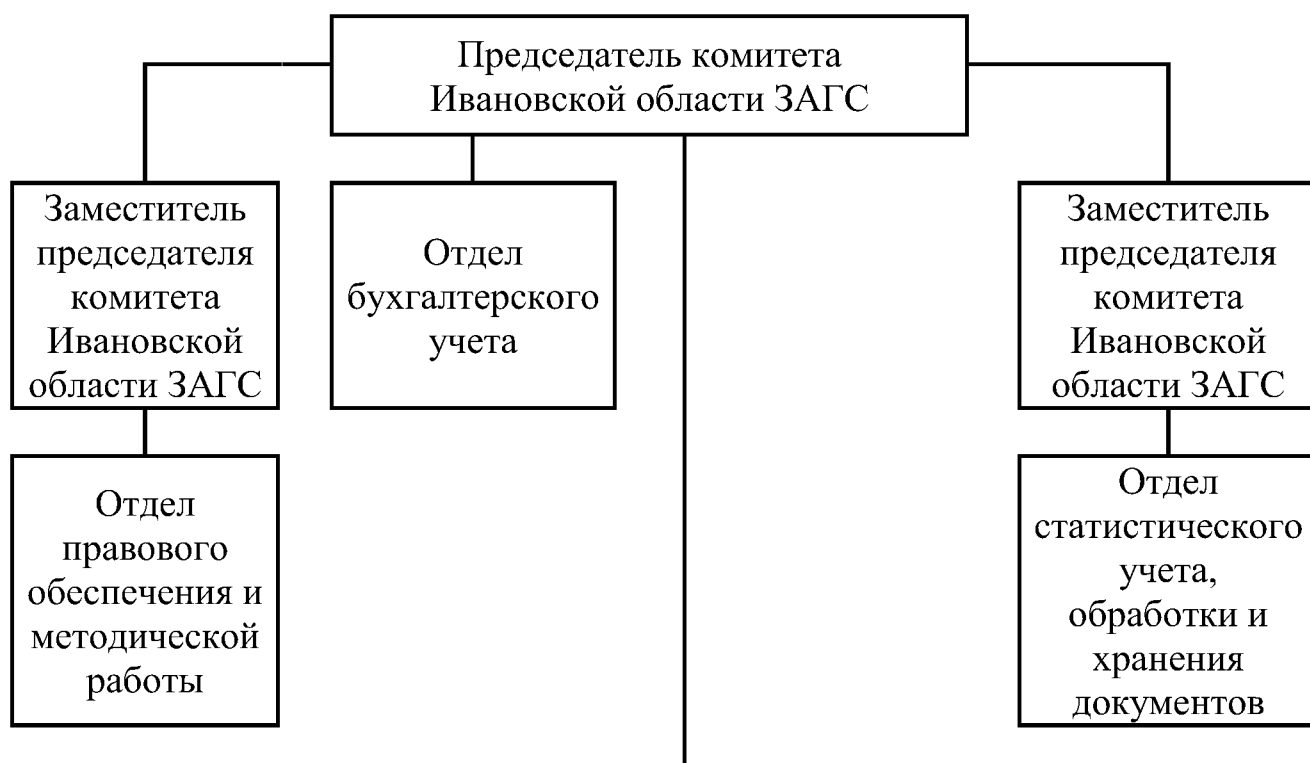 Председатель комитета
Ивановской области ЗАГС
Заместитель
председателя
комитета
Ивановской
области ЗАГС
Отдел
бухгалтерского
учета
Заместитель
председателя
комитета
Ивановской
области ЗАГС
Отдел
правового
обеспечения и
методической
работы
Отдел
статистического
учета,
обработки и
хранения
документов